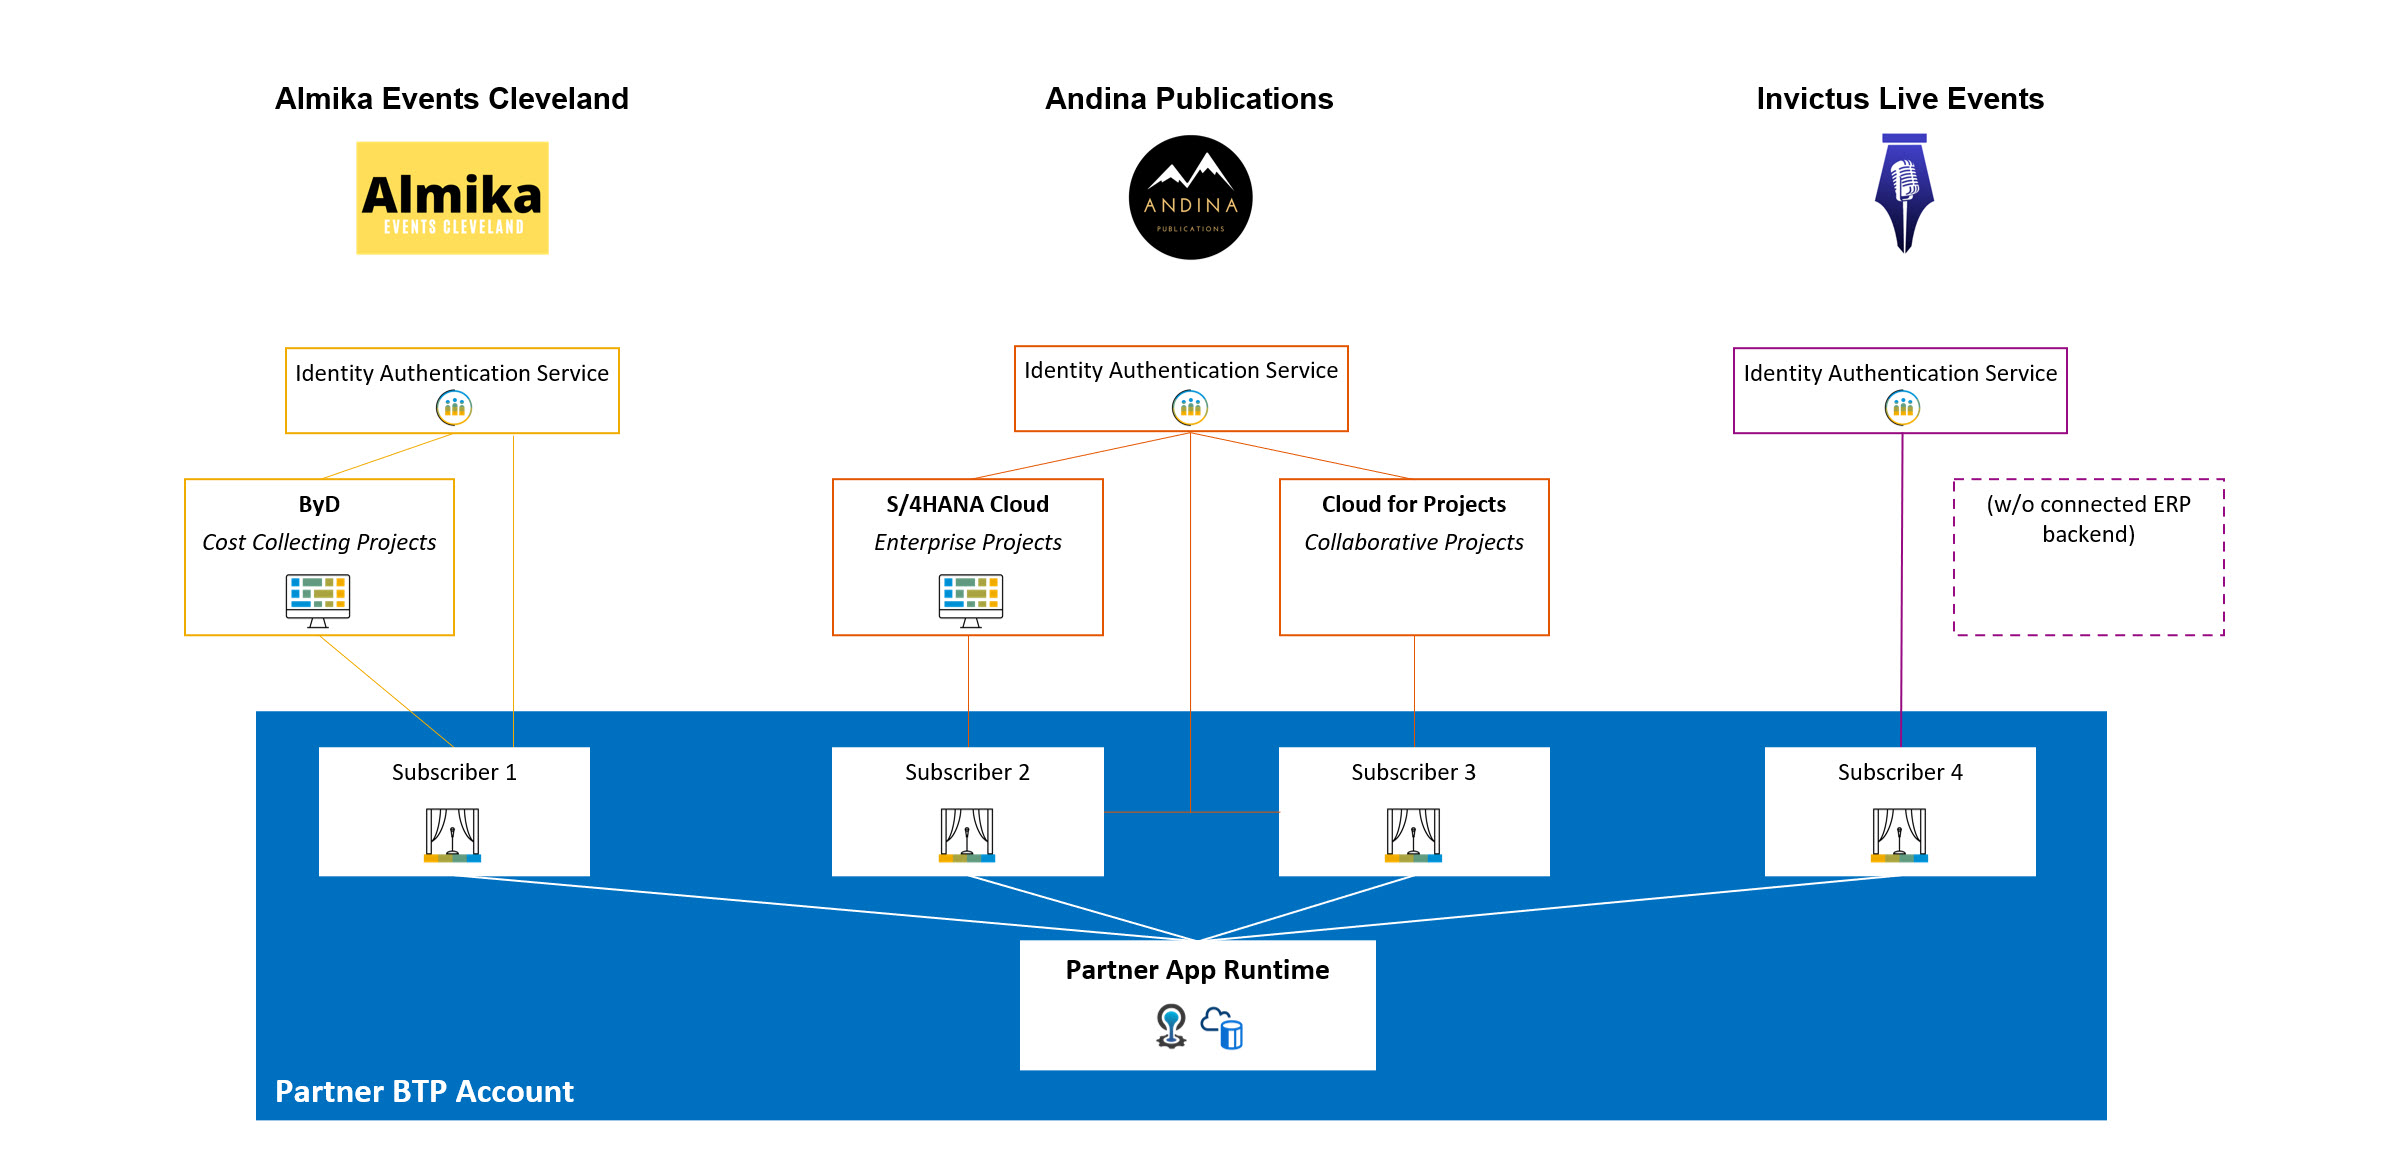 Almika Events Cleveland
Andina Publications
Invictus Live Events
Almika
EVENTS CLEVELAND
ANDINA
PUBLICATIONS
Identity Authentication Service
Identity Authentication Service
Identity Authentication Service
ByD
Cost Collecting Projects
S/4HANA Cloud
Enterprise Projects
Cloud for Projects
Collaborative Projects
(w/o connected ERP
backend)
Subscriber 1
Subscriber 2
Subscriber 3
Subscriber 4
Partner App Runtime
Partner BTP Account